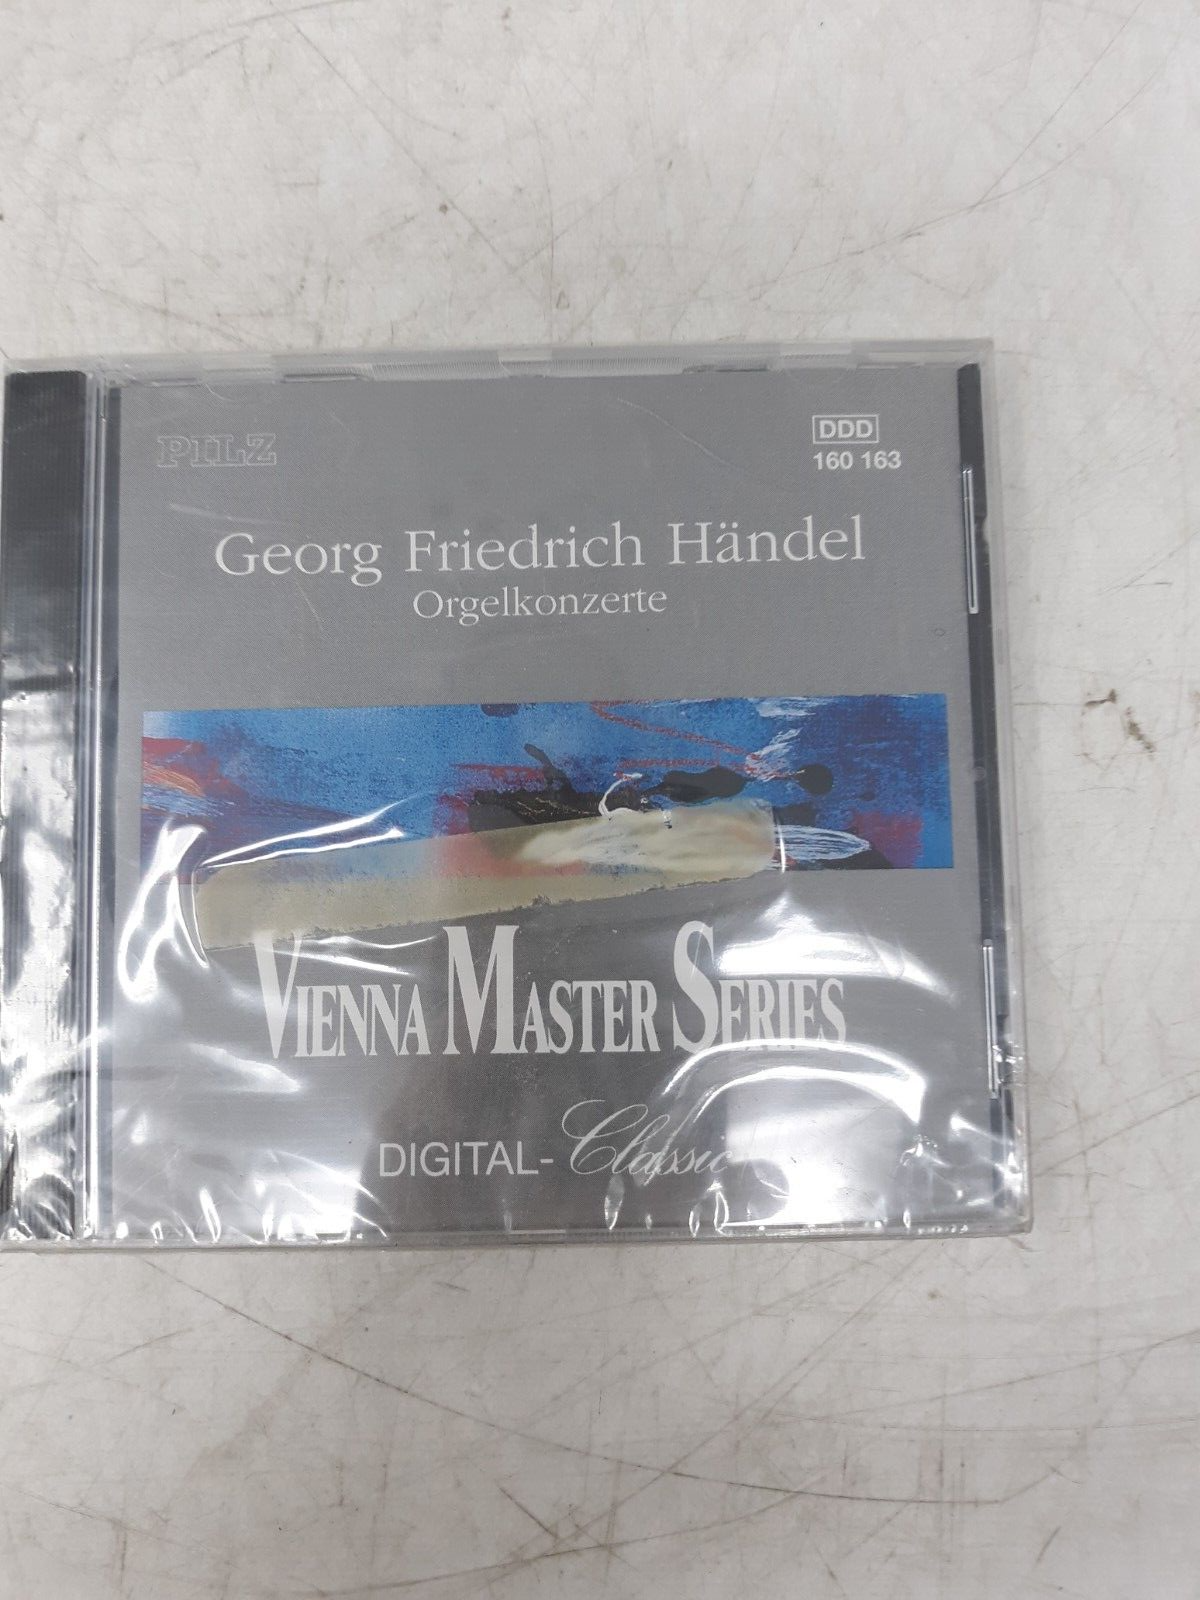 PILZ
DDD
160 163
Georg Friedrich Händel
Orgelkonzerte
VIENNA MASTER SERIES
DIGITAL-Classic